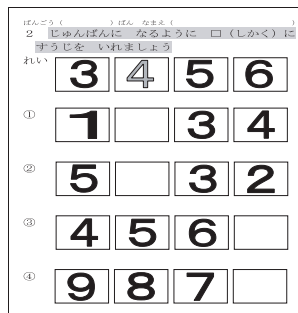 ばんごう（　　　）ばん　なまえ（　　　　　　　　）
2　じゅんばんに　なるように　□（しかく）に
すうじを　いれましょう
れい　3　4　5　6
①　1　　3　4
②　5　　3　2
③　4　5　6
④　9　8　7